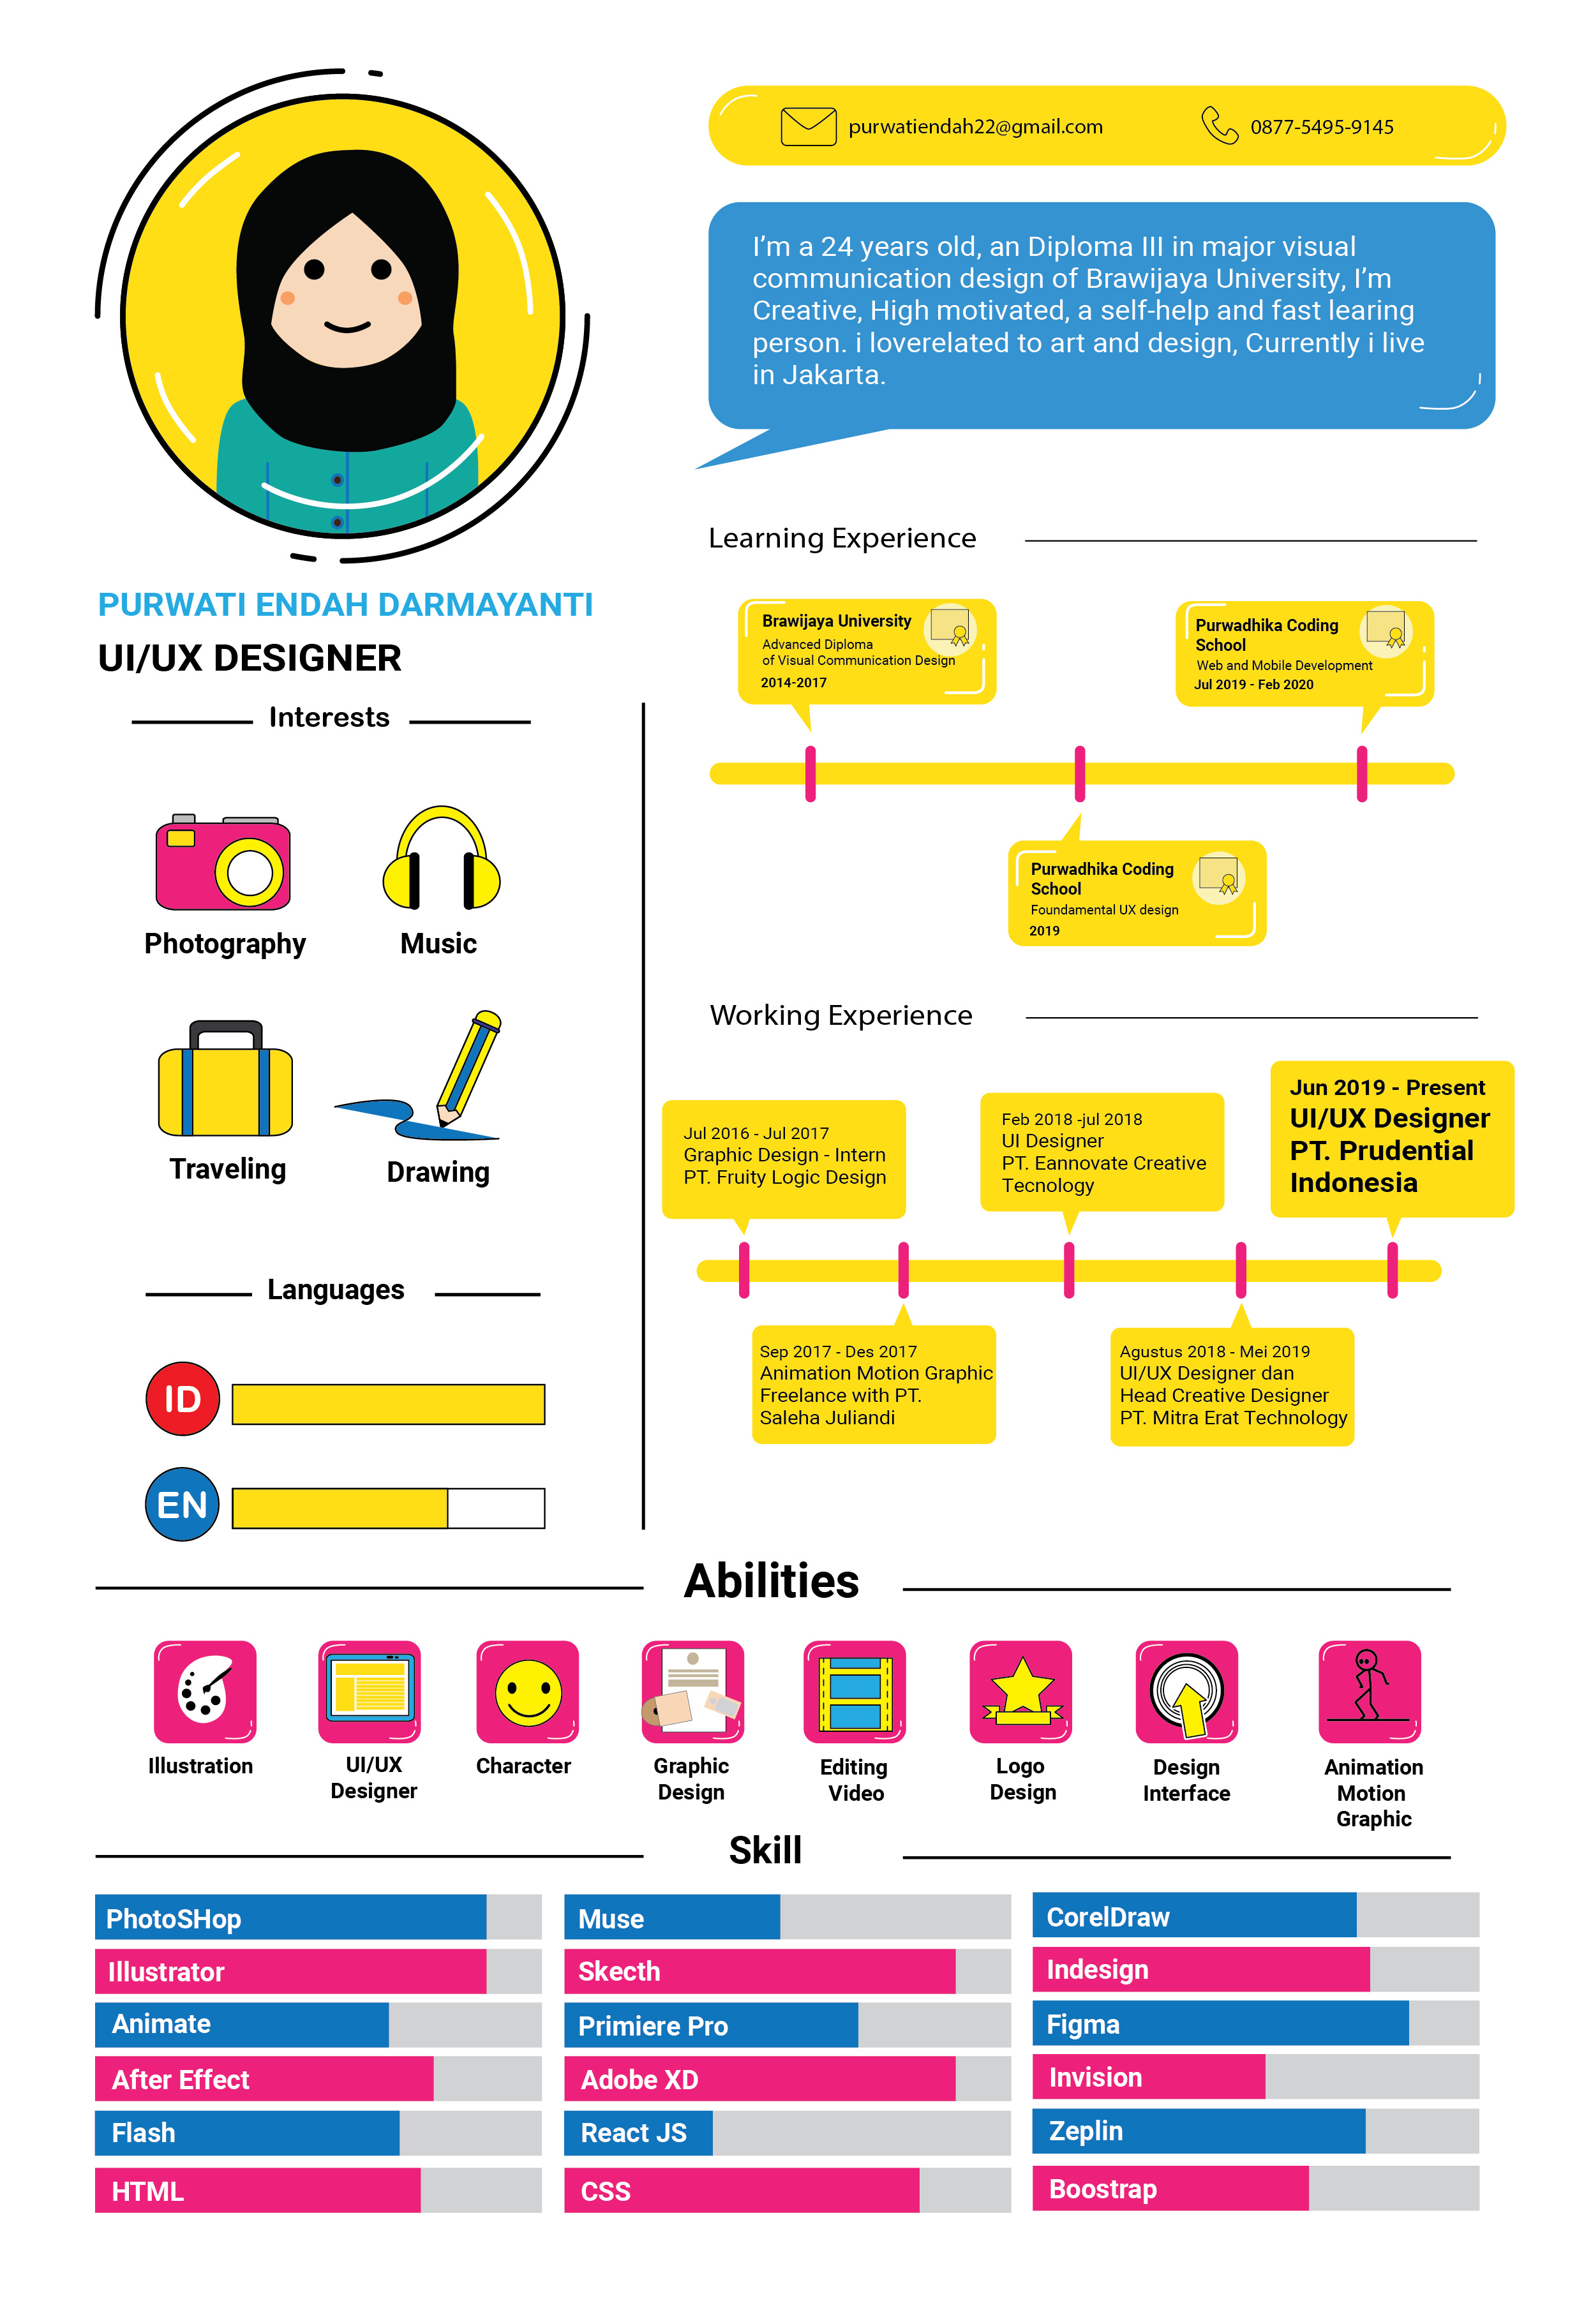 purwatiendah22@gmail.com
0877-5495-9145
I'm a 24 years old, an Diploma III in major visual
communication design of Brawijaya University, I'm
Creative, High motivated, a self-help and fast learing
person. i loverelated to art and design, Currently i live
in Jakarta.
PURWATI ENDAH DARMAYANTI
UI/UX DESIGNER
Interests
Photography
Music
Traveling
Drawing
Languages
ID
EN
Learning Experience
Brawijaya University
Advanced Diploma
of Visual Communication Design
2014-2017
Purwadhika Coding
School
Web and Mobile Development
Jul 2019 - Feb 2020
Purwadhika Coding
School
Foundamental UX design
2019
Working Experience
Jul 2016 - Jul 2017
Graphic Design - Intern
PT. Fruity Logic Design
Feb 2018 -jul 2018
UI Designer
PT. Eannovate Creative
Tecnology
Jun 2019 - Present
UI/UX Designer
PT. Prudential
Indonesia
Sep 2017 - Des 2017
Animation Motion Graphic
Freelance with PT.
Saleha Juliandi
Agustus 2018 - Mei 2019
UI/UX Designer dan
Head Creative Designer
PT. Mitra Erat Technology
Abilities
Illustration
UI/UX
Designer
Character
Graphic
Design
Editing
Video
Logo
Design
Design
Interface
Animation
Motion
Graphic
Skill
PhotoSHop
Illustrator
Animate
After Effect
Flash
HTML
Muse
Skecth
Primiere Pro
Adobe XD
React JS
CSS
CorelDraw
Indesign
Figma
Invision
Zeplin
Boostrap